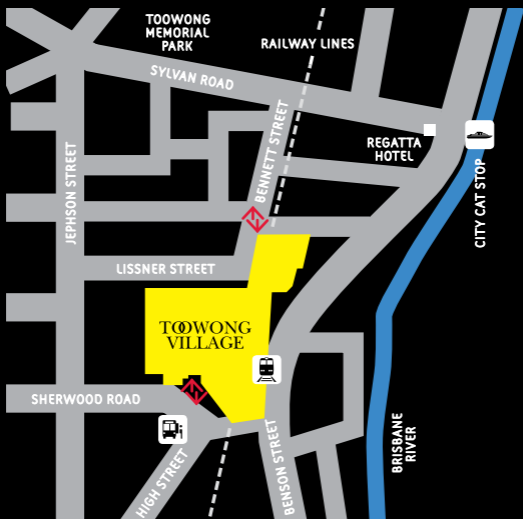 TOOWONG
MEMORIAL
PARK
RAILWAY LINES
SYLVAN ROAD
BENNETT STREET
REGATTA
HOTEL
CITY CAT STOP
JEPHSON STREET
LISSNER STREET
TOOWONG
VILLAGE
SHERWOOD ROAD
HIGH STREET
BENSON STREET
BRISBANE
RIVER